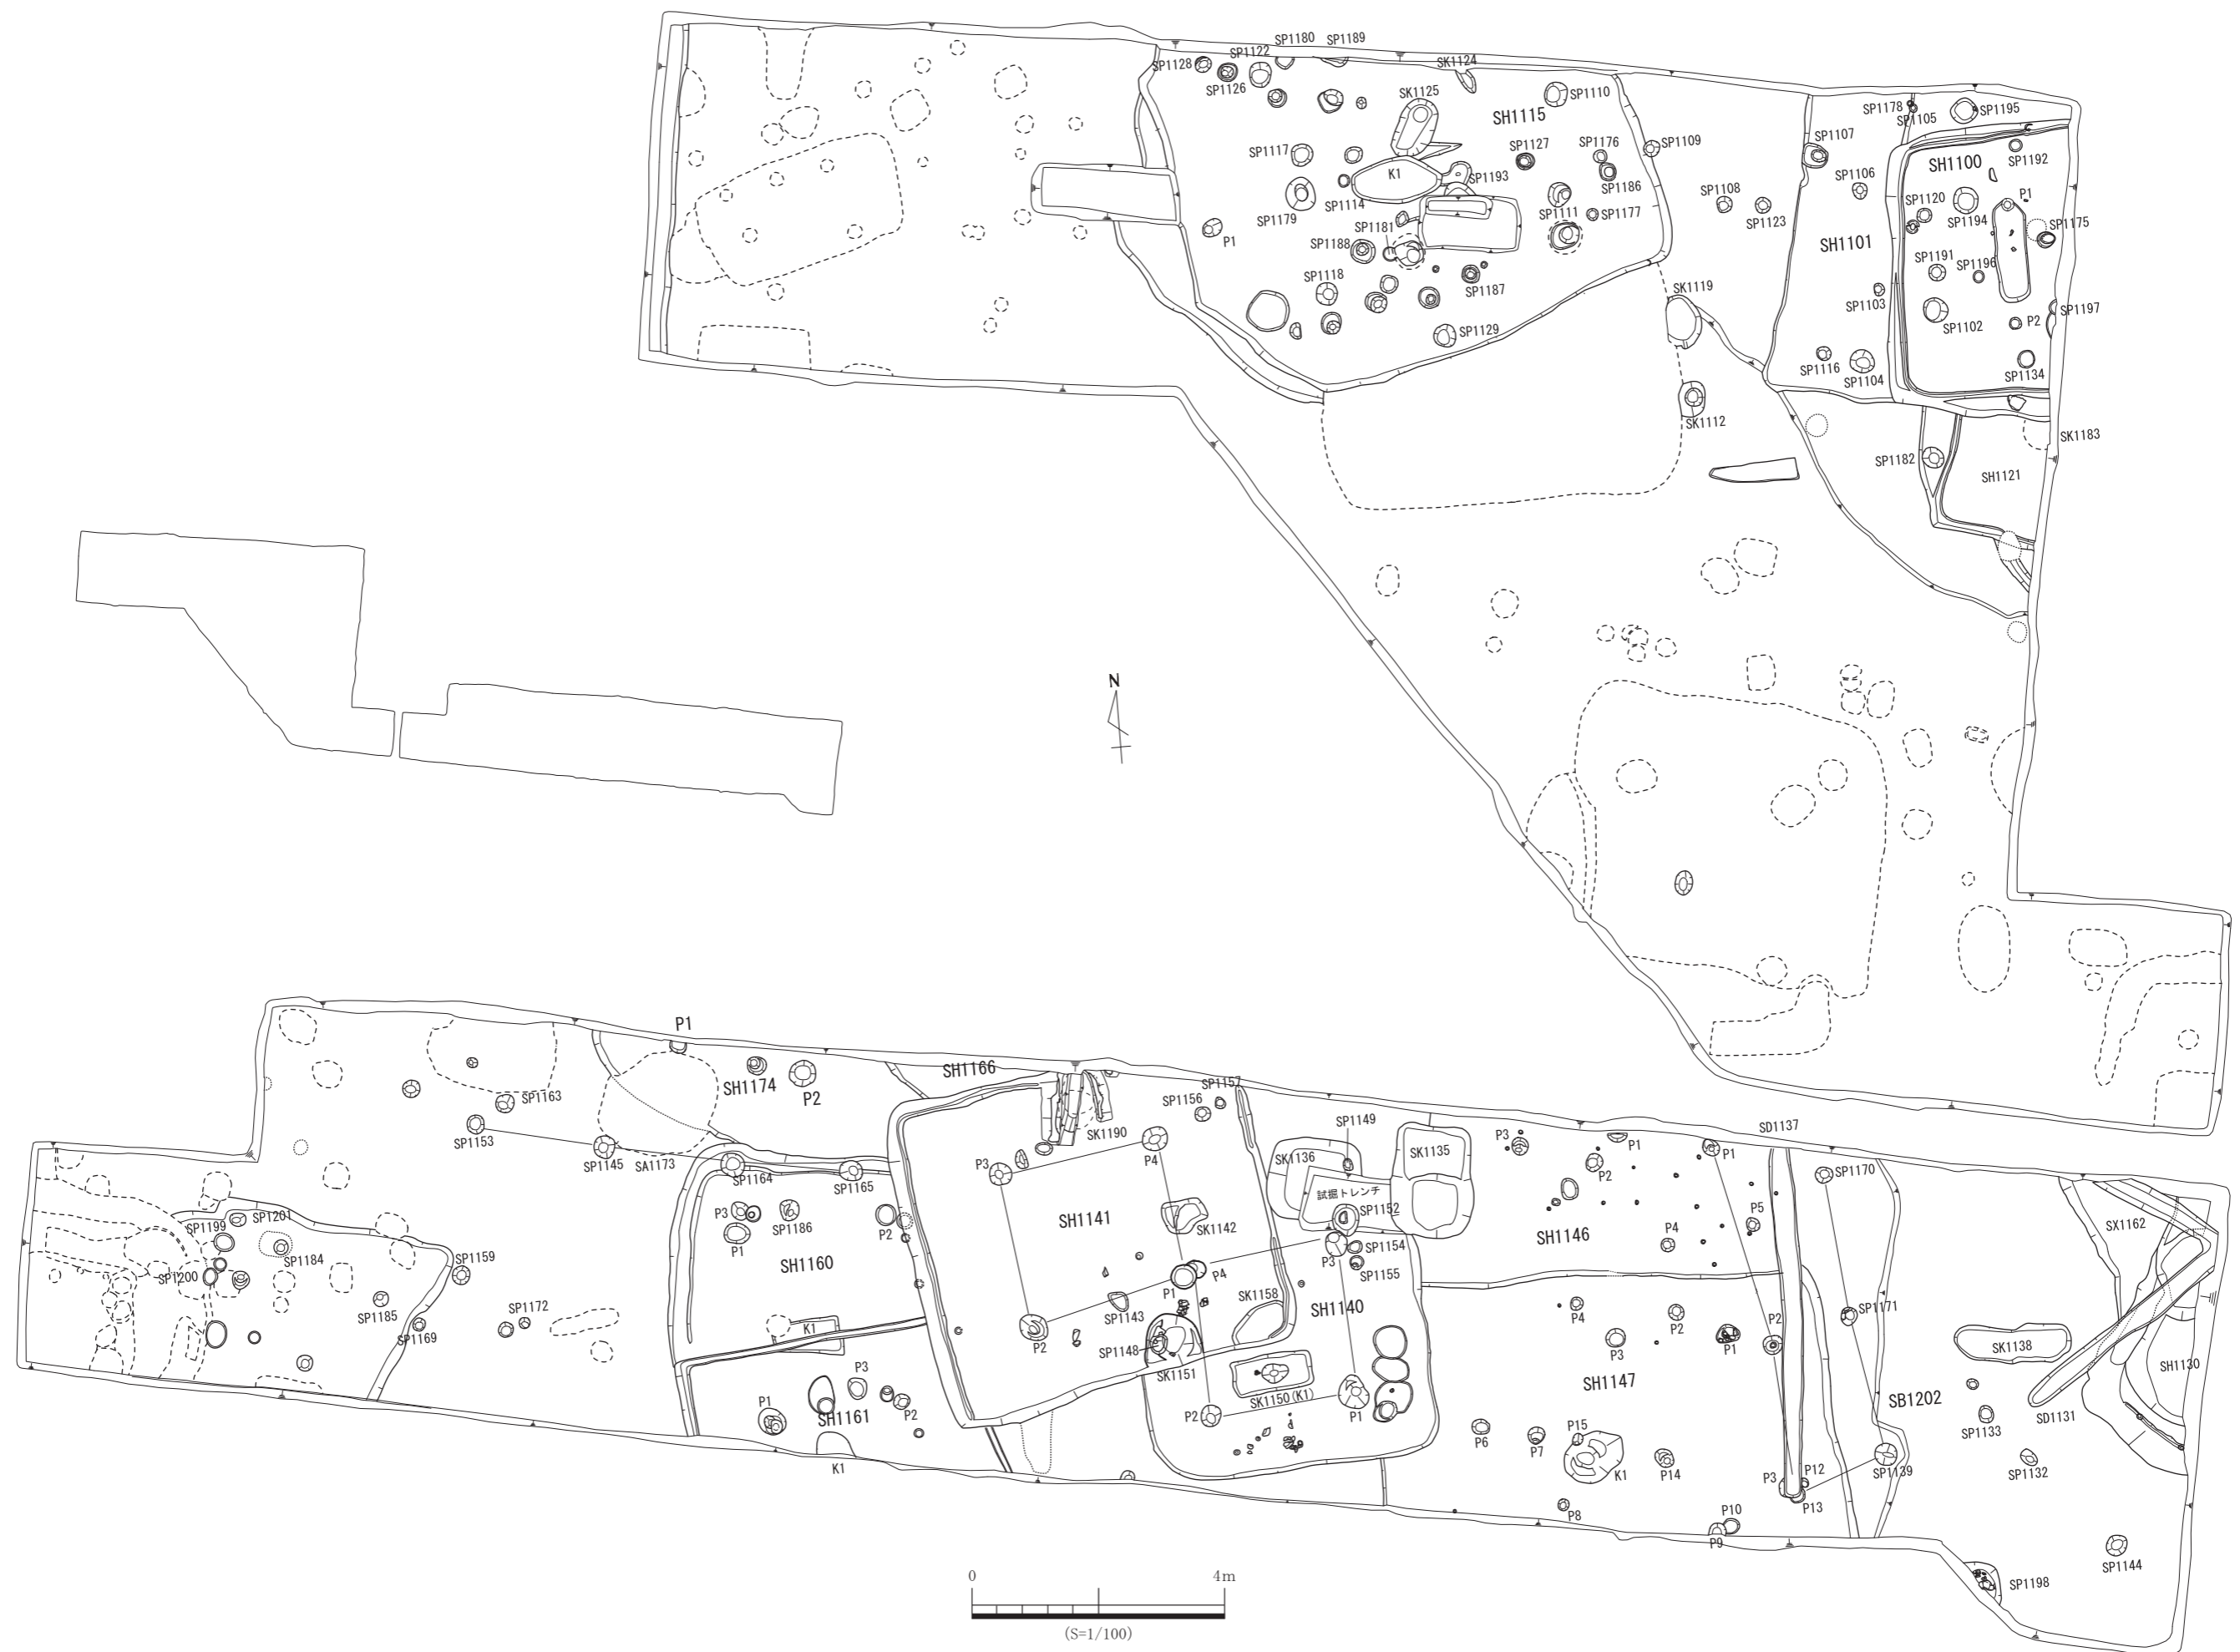 SP1180
SP1189
SP1122
SP1128
SP1126
SK1124
SK1125
SP1110
SH1115
SP1127
SP1176
SP1109
SP1117
K1
SP1193
SP1186
SP1179
SP1114
SP1111
SP1177
SP1181
SP1188
P1
SP1118
SP1187
SP1129
SP1108
SP1123
SP1107
SP1106
SH1101
SP1103
SP1116
SP1104
SK1119
SK1112
SP1178
SP1105
SP1195
SH1100
SP1192
SP1120
SP1194
P1
SP1175
SP1191
SP1196
SP1102
SP1197
P2
SP1134
SK1183
SP1182
SH1121
N
P1
SH1174
P2
SP1163
SP1153
SP1145
SA1173
SP1164
SP1165
SH1166
SP1199
SP1201
SP1184
SP1200
SP1185
SP1159
SP1169
SP1172
P3
P1
SP1186
P2
SH1160
K1
P1
P3
P2
SH1161
K1
SK1190
SP1157
SP1156
P3
P4
SH1141
SK1142
P4
P1
SP1143
P2
SP1148
SK1151
SP1149
SK1136
SK1135
試掘トレンチ
SP1152
P3
SP1154
SP1155
SK1158
SH1140
SK1150(K1)
P2
P1
P3
P1
P2
P1
SD1137
SP1170
P5
P4
SH1146
P4
P2
P3
P1
P2
SP1171
SH1147
P6
P7
P15
K1
P14
P8
P10
P9
P3
P12
P13
SP1139
SB1202
SX1162
SK1138
SH1130
SD1131
SP1133
SP1132
SP1144
SP1198
0
4m
(S=1/100)